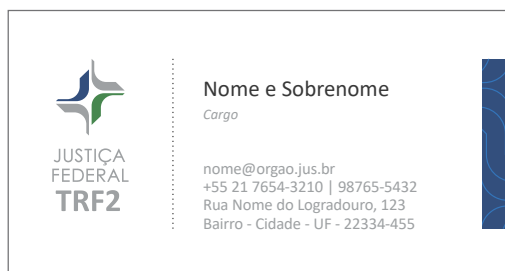 JUSTIÇA
FEDERAL
TRF2
Nome e Sobrenome
Cargo
nome@orgao.jus.br
+55 21 7654-3210 | 98765-5432
Rua Nome do Logradouro, 123
Bairro - Cidade - UF - 22334-455